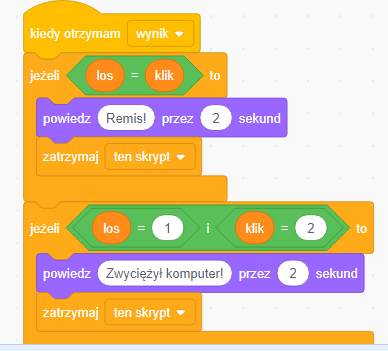 kiedy otrzymam wynik
jeżeli los = klik to
powiedz Remis! przez 2 sekund
zatrzymaj ten skrypt
jeżeli los = 1 i klik = 2 to
powiedz Zwyciężył komputer! przez 2 sekund
zatrzymaj ten skrypt